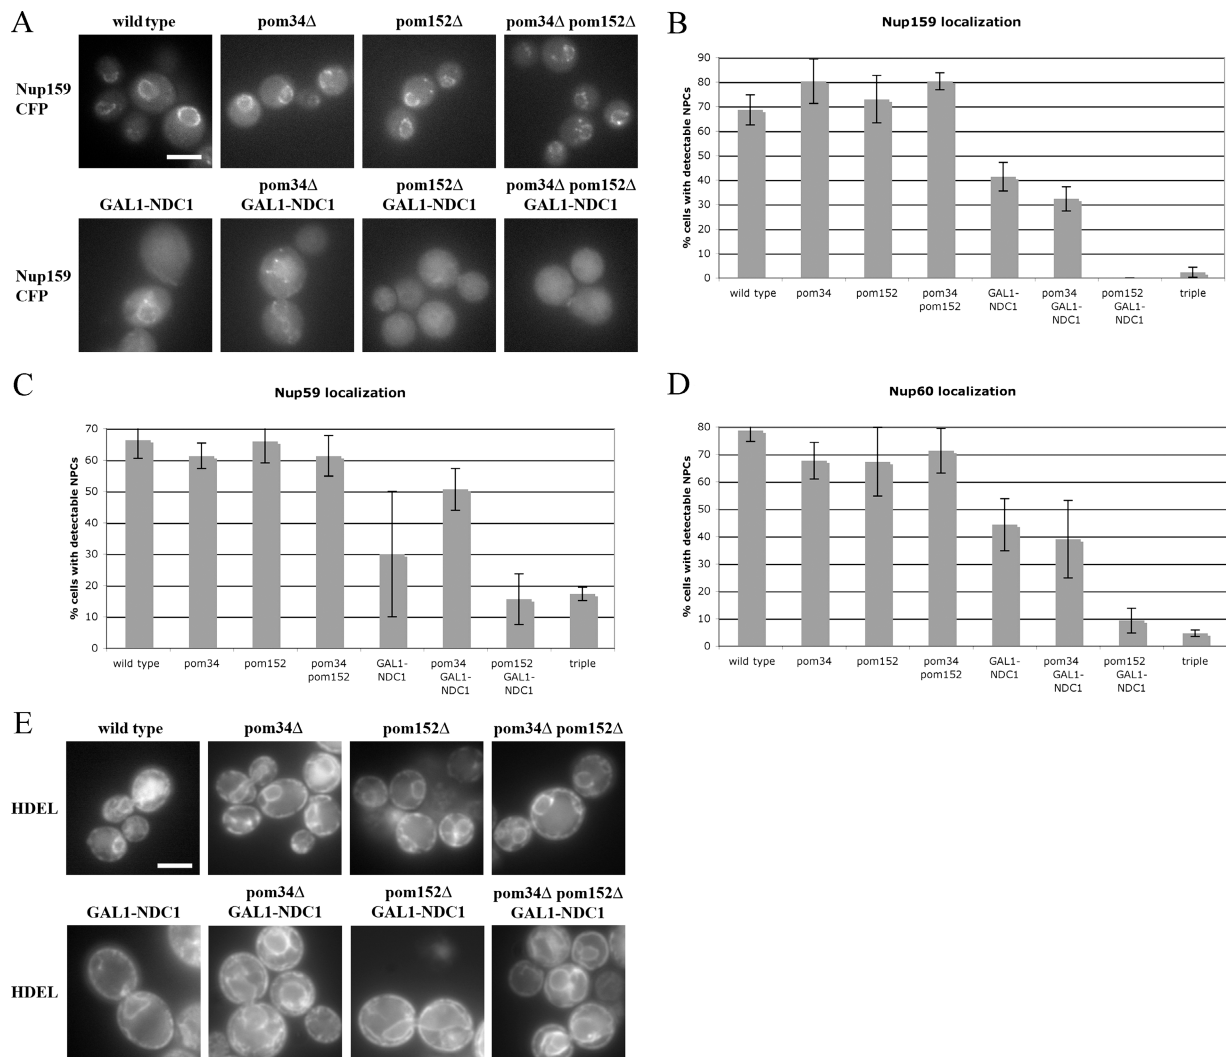 A
wild type pom34Δ pom152Δ pom34Δ pom152Δ
Nup159
CFP
GAL1-NDC1 pom34Δ GAL1-NDC1 pom152Δ GAL1-NDC1 pom34Δ pom152Δ GAL1-NDC1
Nup159
CFP
B
Nup159 localization
% cells with detectable NPCs
90
80
70
60
50
40
30
20
10
0
wild type pom34 pom152 pom34 pom152 GAL1-NDC1 pom34 GAL1-NDC1 pom152 GAL1-NDC1 triple
C
Nup59 localization
% cells with detectable NPCs
70
60
50
40
30
20
10
0
wild type pom34 pom152 pom34 pom152 GAL1-NDC1 pom34 GAL1-NDC1 pom152 GAL1-NDC1 triple
D
Nup60 localization
% cells with detectable NPCs
80
70
60
50
40
30
20
10
0
wild type pom34 pom152 pom34 pom152 GAL1-NDC1 pom34 GAL1-NDC1 pom152 GAL1-NDC1 triple
E
wild type pom34Δ pom152Δ pom34Δ pom152Δ
HDEL
GAL1-NDC1 pom34Δ GAL1-NDC1 pom152Δ GAL1-NDC1 pom34Δ pom152Δ GAL1-NDC1
HDEL